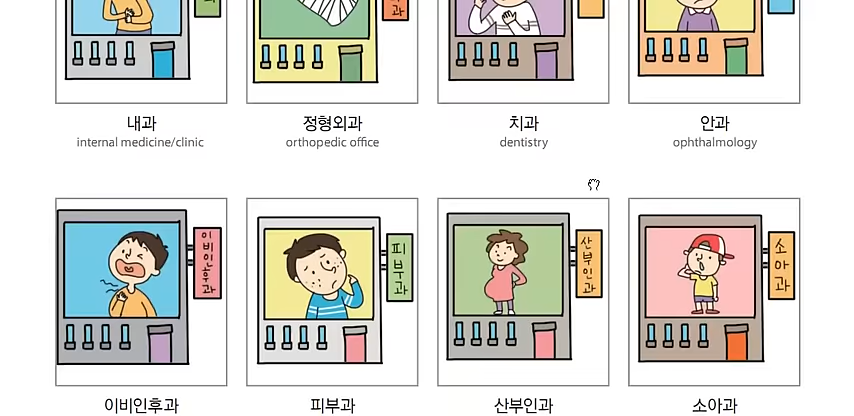 과
내과
정형외과
치과
안과
internal medicine/clinic
orthopedic office
dentistry
ophthalmology
이비인후과
피부과
산부인과
소아과
이비인후과
피부과
산부인과
소아과